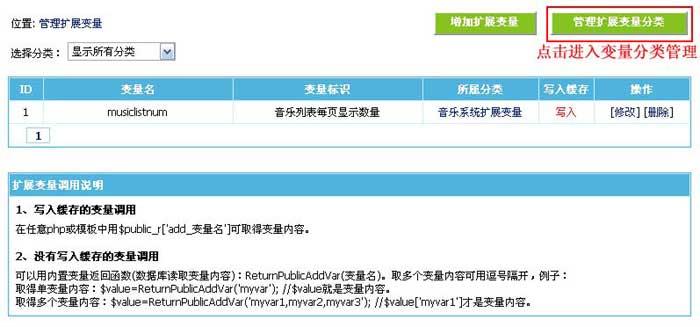 位置: 管理扩展变量
增加扩展变量
管理扩展变量分类
选择分类： 显示所有分类
点击进入变量分类管理
ID 变量名 变量标识 所属分类 写入缓存 操作
1 musiclistnum 音乐列表每页显示数量 音乐系统扩展变量 写入 [修改] [删除]
1
扩展变量调用说明
1、写入缓存的变量调用
在任意php或模板中用$public_r['add_变量名']可取得变量内容。
2、没有写入缓存的变量调用
可以用内置变量返回函数(数据库读取变量内容)：ReturnPublicAddVar(变量名)。取多个变量内容可用逗号隔开，例子：
取得单变量内容：$value=ReturnPublicAddVar('myvar'); //$value就是变量内容。
取得多个变量内容：$value=ReturnPublicAddVar('myvar1,myvar2,myvar3'); //$value['myvar1']才是变量内容。